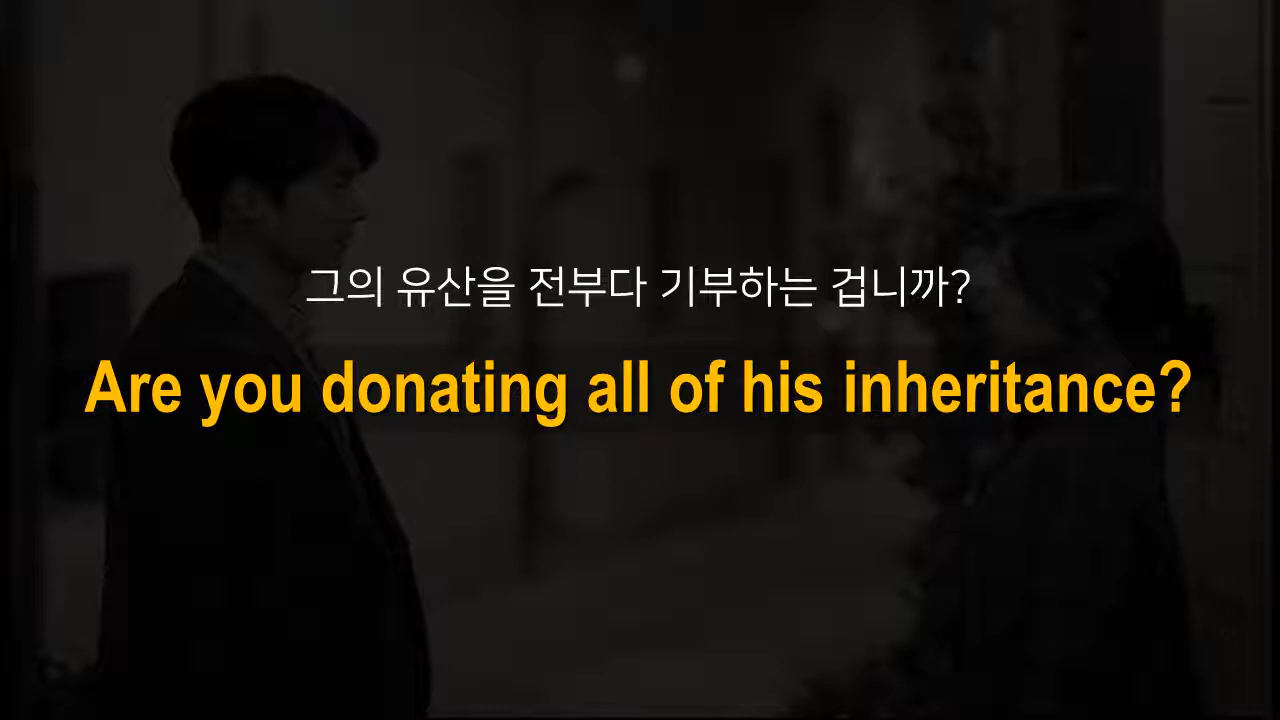 그의 유산을 전부다 기부하는 겁니까?
Are you donating all of his inheritance?